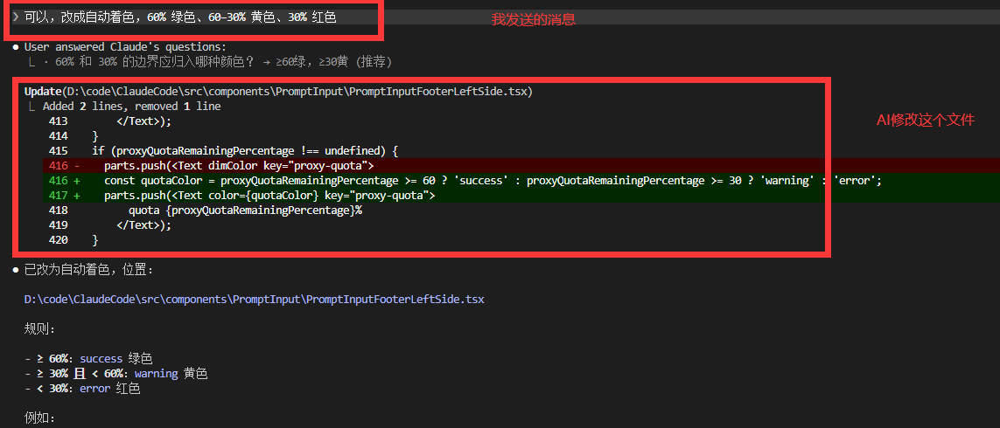 ❯ 可以，改成自动着色，60% 绿色、60-30% 黄色、30% 红色
我发送的消息
● User answered Claude's questions:
⎿ · 60% 和 30% 的边界应归入哪种颜色？ → ≥60绿，≥30黄 (推荐)
Update(D:\code\ClaudeCode\src\components\PromptInput\PromptInputFooterLeftSide.tsx)
⎿ Added 2 lines, removed 1 line
413 </Text>);
414 }
415 if (proxyQuotaRemainingPercentage !== undefined) {
416 - parts.push(<Text dimColor key="proxy-quota">
416 + const quotaColor = proxyQuotaRemainingPercentage >= 60 ? 'success' : proxyQuotaRemainingPercentage >= 30 ? 'warning' : 'error';
417 + parts.push(<Text color={quotaColor} key="proxy-quota">
418 quota {proxyQuotaRemainingPercentage}%
419 </Text>);
420 }
AI修改这个文件
● 已改为自动着色，位置：
D:\code\ClaudeCode\src\components\PromptInput\PromptInputFooterLeftSide.tsx
规则：
- ≥ 60%: success 绿色
- ≥ 30% 且 < 60%: warning 黄色
- < 30%: error 红色
例如：